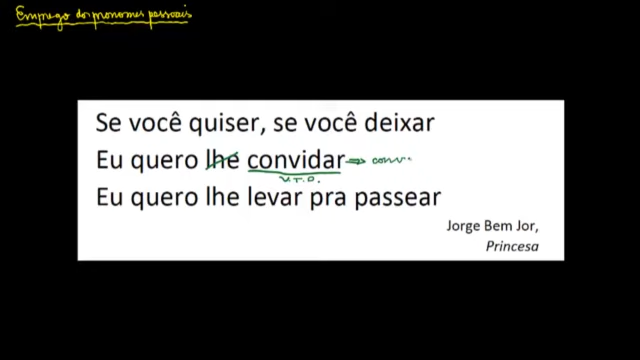 Emprego dos pronomes pessoais
Se você quiser, se você deixar
Eu quero lhe convidar → conv
V.T.D.
Eu quero lhe levar pra passear
Jorge Bem Jor,
Princesa